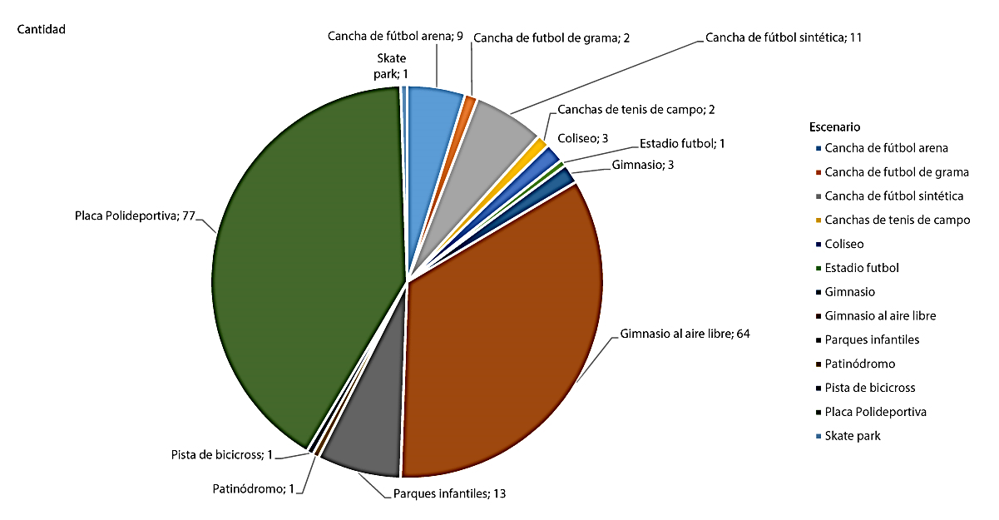 Cantidad
Cancha de fútbol arena; 9
Cancha de futbol de grama; 2
Cancha de fútbol sintética; 11
Skate
park; 1
Canchas de tenis de campo; 2
Coliseo; 3
Estadio futbol; 1
Gimnasio; 3
Placa Polideportiva; 77
Gimnasio al aire libre; 64
Pista de bicicross; 1
Patinódromo; 1
Parques infantiles; 13
Escenario
Cancha de fútbol arena
Cancha de futbol de grama
Cancha de fútbol sintética
Canchas de tenis de campo
Coliseo
Estadio futbol
Gimnasio
Gimnasio al aire libre
Parques infantiles
Patinódromo
Pista de bicicross
Placa Polideportiva
Skate park